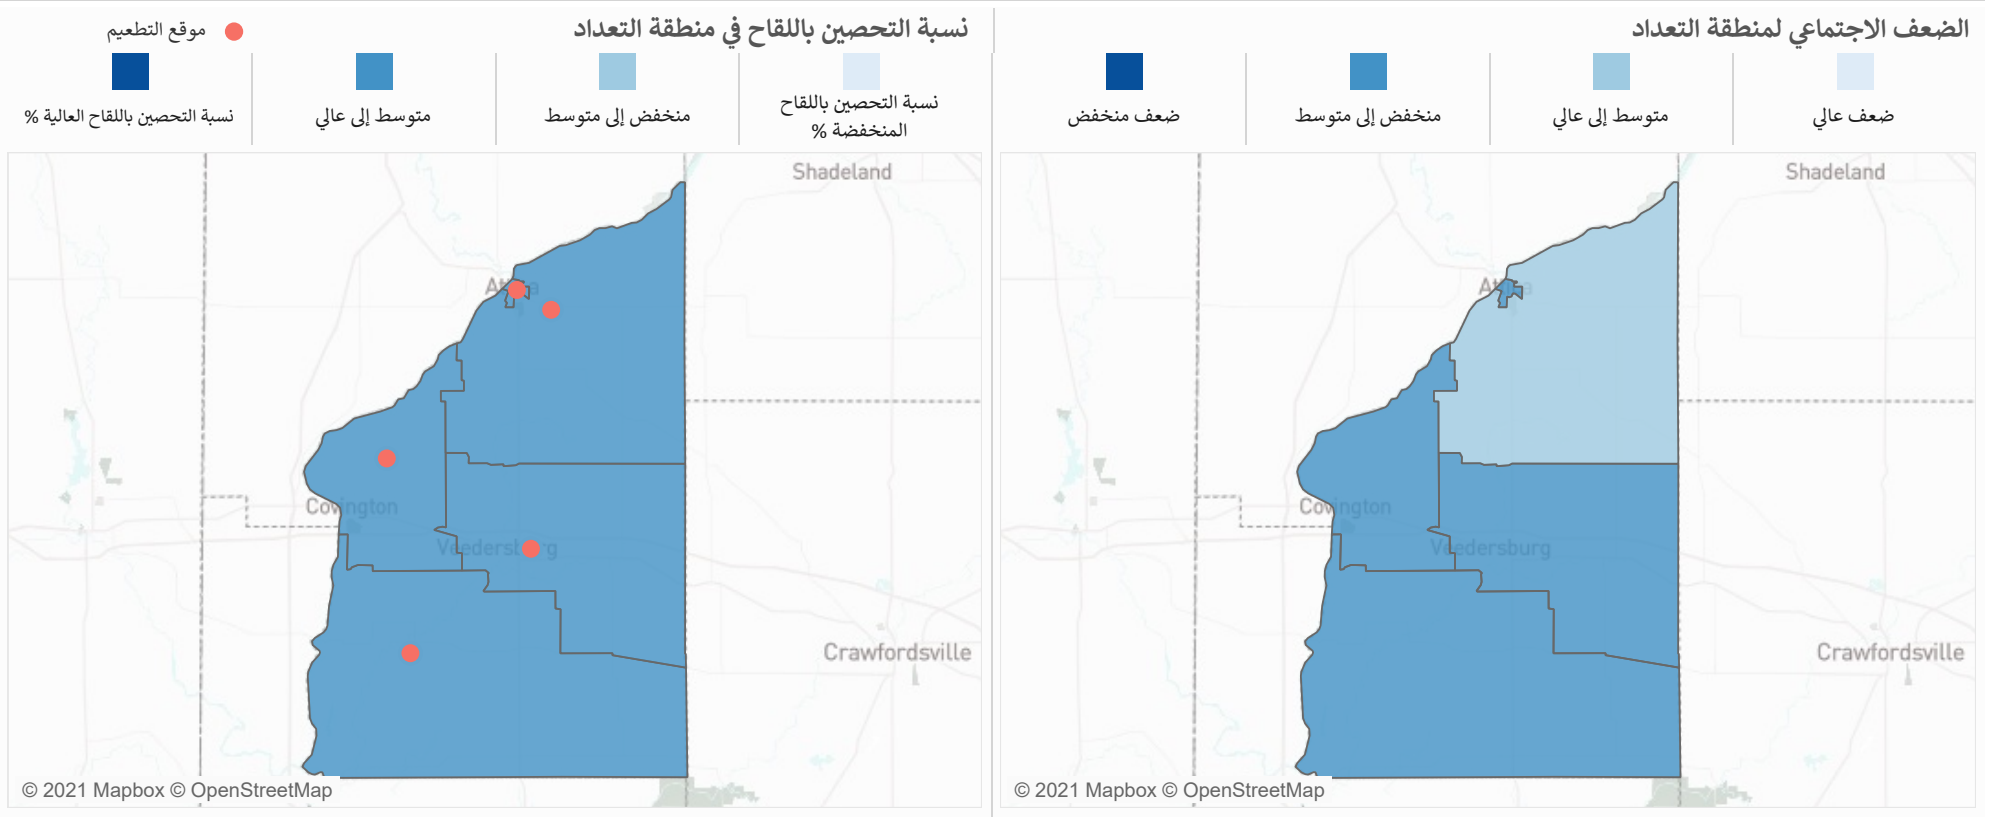 الضعف الاجتماعي لمنطقة التعداد
ضعف عالي
متوسط إلى عالي
منخفض إلى متوسط
ضعف منخفض
Shadeland
Covington
Veedersburg
Crawfordsville
© 2021 Mapbox © OpenStreetMap
نسبة التحصين باللقاح في منطقة التعداد
موقع التطعيم
نسبة التحصين باللقاح
المنخفضة %
منخفض إلى متوسط
متوسط إلى عالي
نسبة التحصين باللقاح العالية %
Shadeland
Covington
Veedersburg
Crawfordsville
© 2021 Mapbox © OpenStreetMap